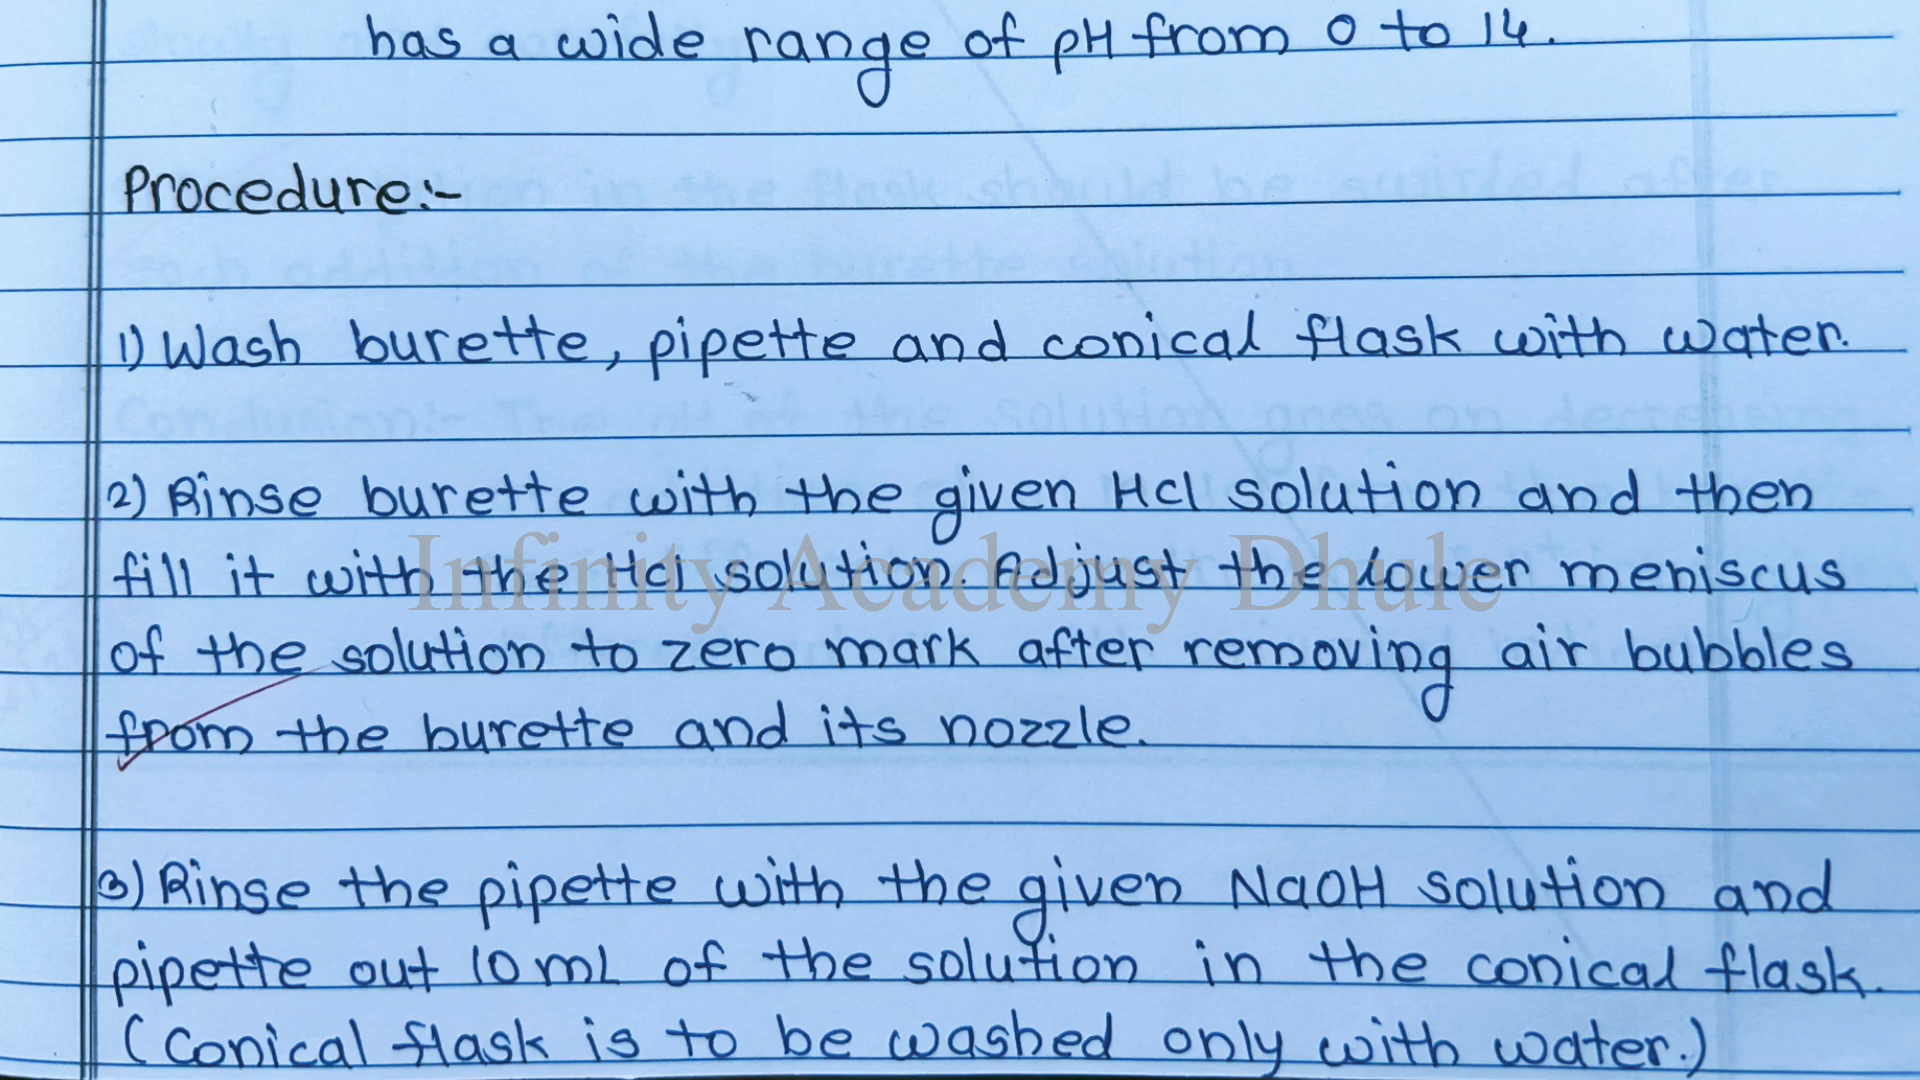 has a wide range of pH from 0 to 14.
Procedure:-
1) Wash burette, pipette and conical flask with water.
2) Rinse burette with the given HCl solution and then
fill it with the HCl solution. Adjust the lower meniscus
Infinity Academy Dhule
of the solution to zero mark after removing air bubbles
from the burette and its nozzle.
3) Rinse the pipette with the given NaOH solution and
pipette out 10 mL of the solution in the conical flask.
(Conical flask is to be washed only with water.)